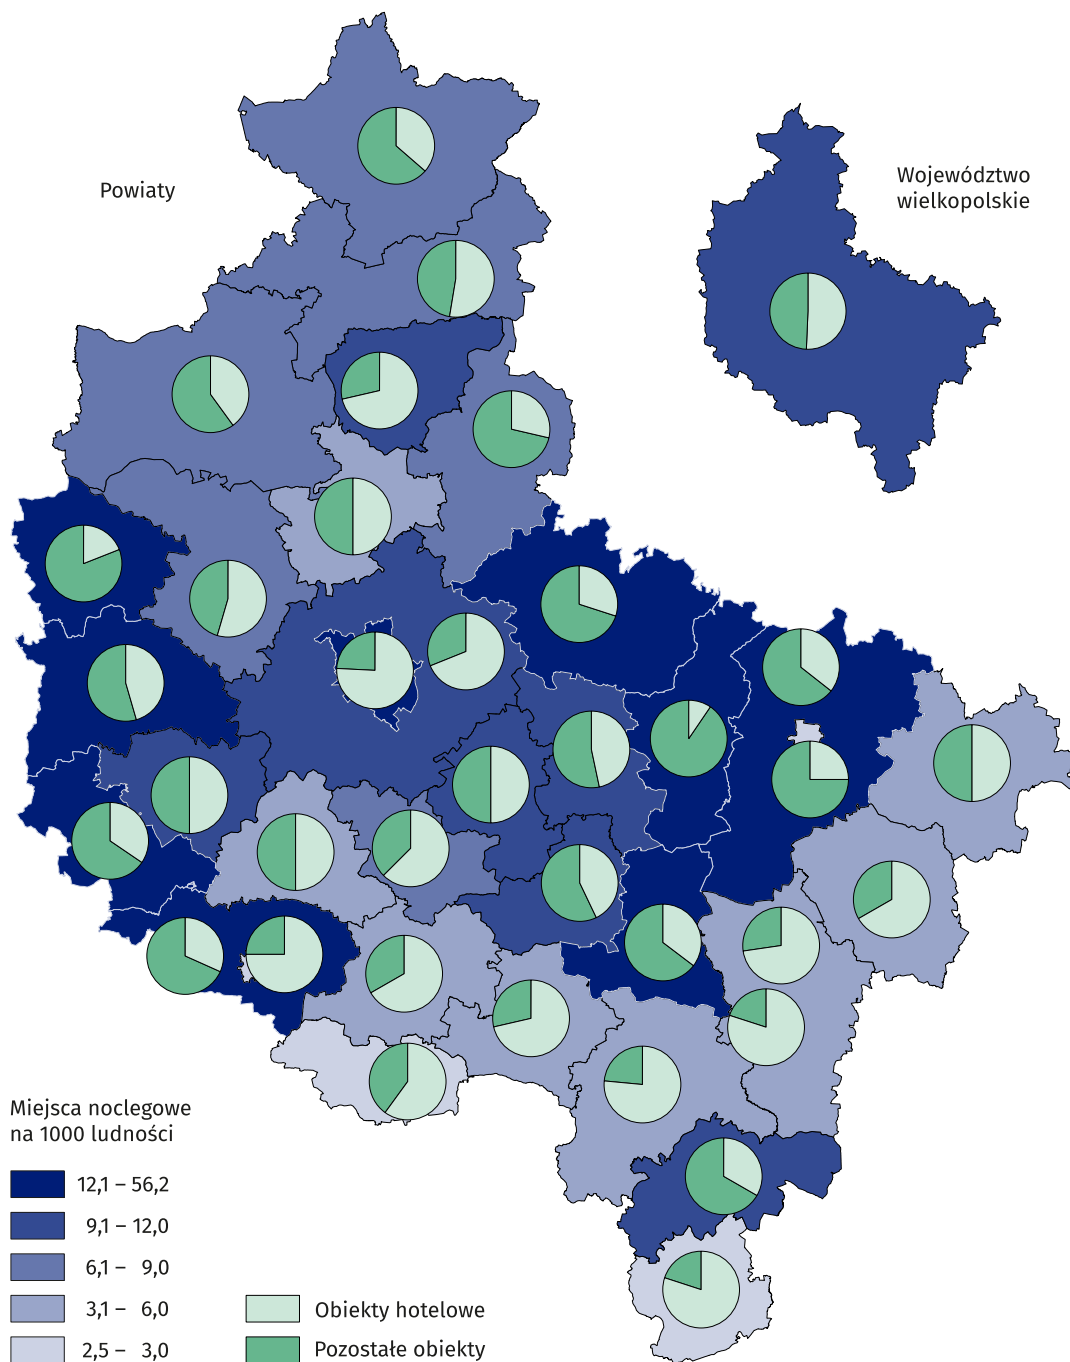 Powiaty
Województwo
wielkopolskie
Miejsca noclegowe
na 1000 ludności
12,1 – 56,2
9,1 – 12,0
6,1 – 9,0
3,1 – 6,0
2,5 – 3,0
Obiekty hotelowe
Pozostałe obiekty